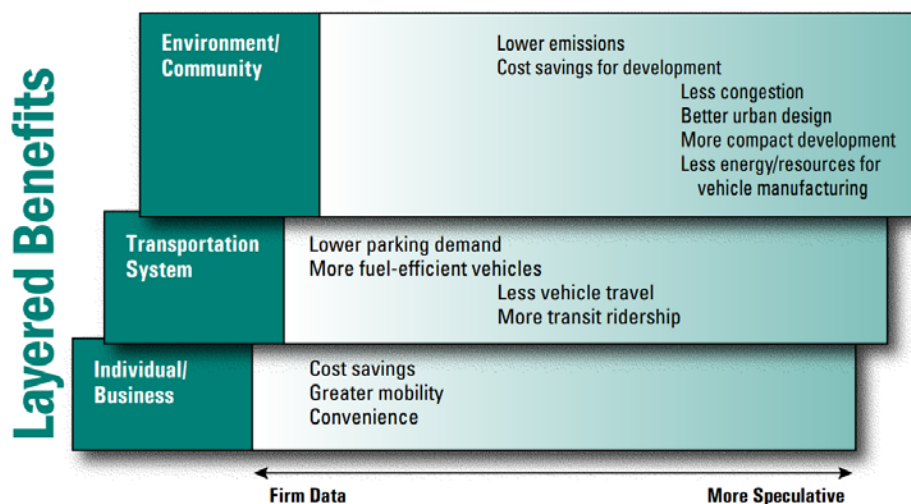 Layered Benefits
Environment/
Community
Lower emissions
Cost savings for development
Less congestion
Better urban design
More compact development
Less energy/resources for
vehicle manufacturing
Transportation
System
Lower parking demand
More fuel-efficient vehicles
Less vehicle travel
More transit ridership
Individual/
Business
Cost savings
Greater mobility
Convenience
Firm Data
More Speculative